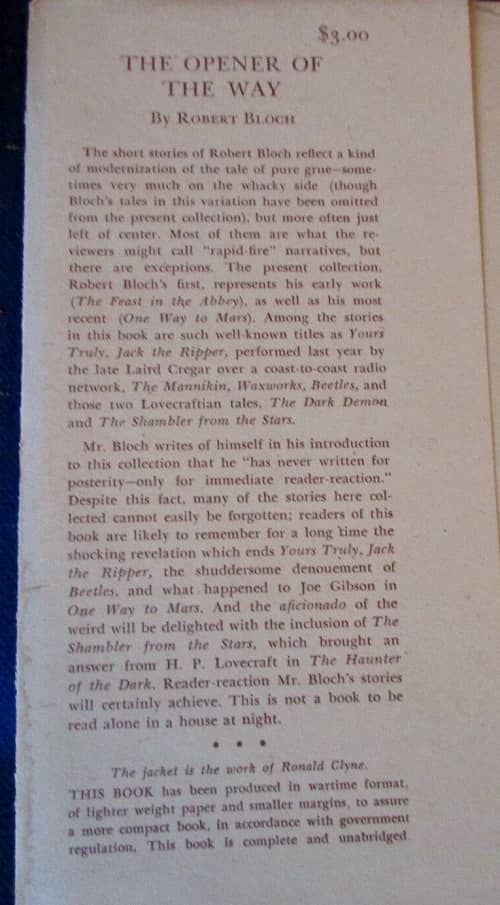 $3.00
THE OPENER OF
THE WAY
By ROBERT BLOCH
The short stories of Robert Bloch reflect a kind
of modernization of the tale of pure grue—some-
times very much on the whacky side (though
Bloch's tales in this variation have been omitted
from the present collection), but more often just
left of center. Most of them are what the re-
viewers might call "rapid-fire" narratives, but
there are exceptions. The present collection,
Robert Bloch's first, represents his early work
(The Feast in the Abbey), as well as his most
recent (One Way to Mars). Among the stories
in this book are such well-known titles as Yours
Truly, Jack the Ripper, performed last year by
the late Laird Cregar over a coast-to-coast radio
network, The Mannikin, Waxworks, Beetles, and
those two Lovecraftian tales, The Dark Demon
and The Shambler from the Stars.
Mr. Bloch writes of himself in his introduction
to this collection that he "has never written for
posterity—only for immediate reader-reaction."
Despite this fact, many of the stories here col-
lected cannot easily be forgotten; readers of this
book are likely to remember for a long time the
shocking revelation which ends Yours Truly, Jack
the Ripper, the shuddersome denouement of
Beetles, and what happened to Joe Gibson in
One Way to Mars. And the aficionado of the
weird will be delighted with the inclusion of The
Shambler from the Stars, which brought an
answer from H. P. Lovecraft in The Haunter
of the Dark. Reader-reaction Mr. Bloch's stories
will certainly achieve. This is not a book to be
read alone in a house at night.
• • •
The jacket is the work of Ronald Clyne.
THIS BOOK has been produced in wartime format,
of lighter weight paper and smaller margins, to assure
a more compact book, in accordance with government
regulation. This book is complete and unabridged